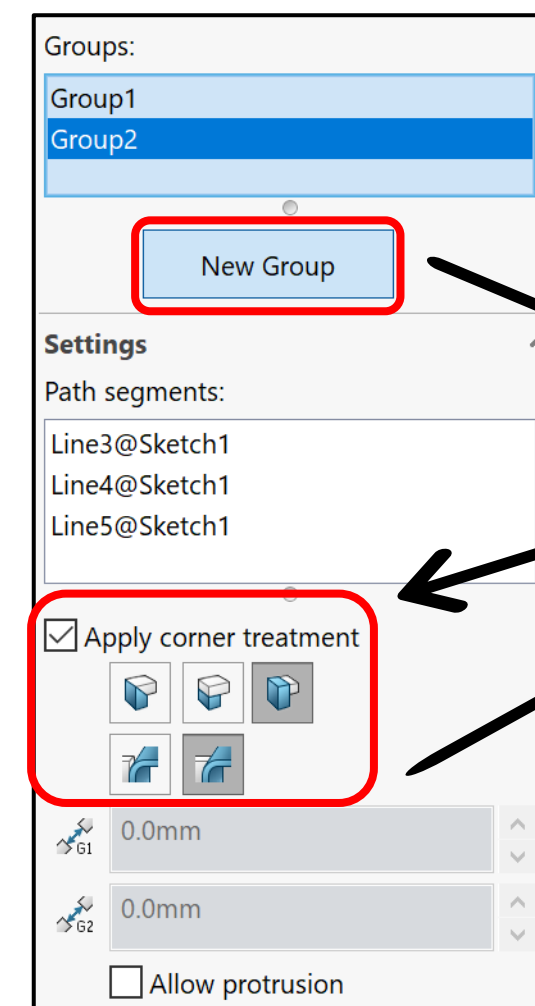 Groups:
Group1
Group2
New Group
Settings
Path segments:
Line3@Sketch1
Line4@Sketch1
Line5@Sketch1
Apply corner treatment
G1 0.0mm
G2 0.0mm
Allow protrusion